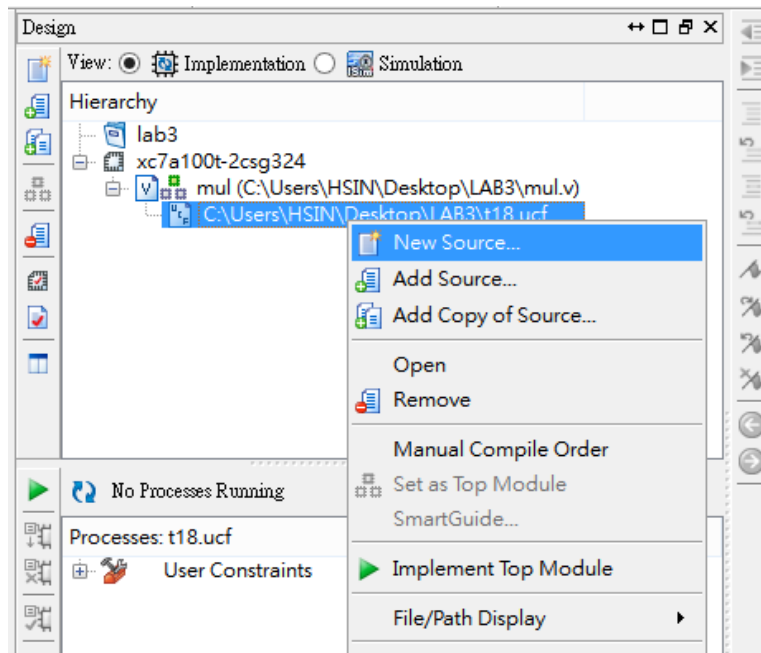 Design
View: Implementation Simulation
Hierarchy
lab3
xc7a100t-2csg324
mul (C:\Users\HSIN\Desktop\LAB3\mul.v)
C:\Users\HSIN\Desktop\LAB3\t18.ucf
New Source...
Add Source...
Add Copy of Source...
Open
Remove
Manual Compile Order
Set as Top Module
SmartGuide...
Implement Top Module
File/Path Display
No Processes Running
Processes: t18.ucf
User Constraints